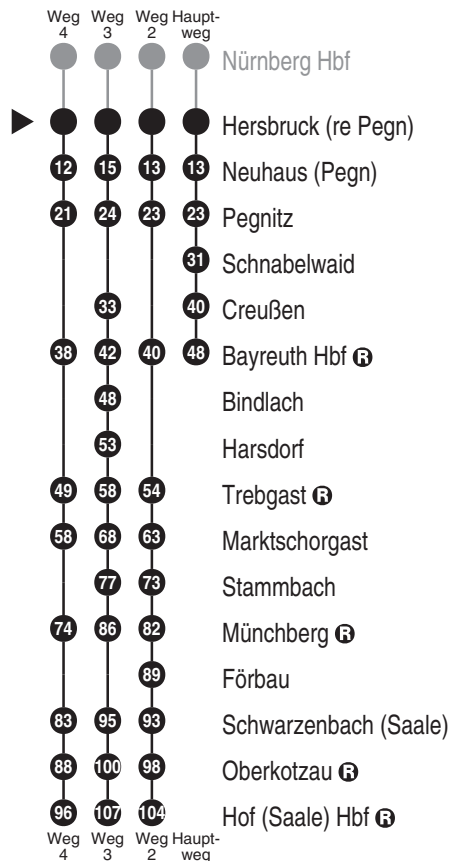 Weg Weg Weg Haupt-
4 3 2 weg
Nürnberg Hbf
Hersbruck (re Pegn)
12 15 13 13 Neuhaus (Pegn)
21 24 23 23 Pegnitz
31 Schnabelwaid
33 40 Creußen
38 42 40 48 Bayreuth Hbf R
48 Bindlach
53 Harsdorf
49 58 54 Trebgast R
58 68 63 Marktschorgast
77 73 Stammbach
74 86 82 Münchberg R
89 Förbau
83 95 93 Schwarzenbach (Saale)
88 100 98 Oberkotzau R
96 107 104 Hof (Saale) Hbf R
Weg Weg Weg Haupt-
4 3 2 weg